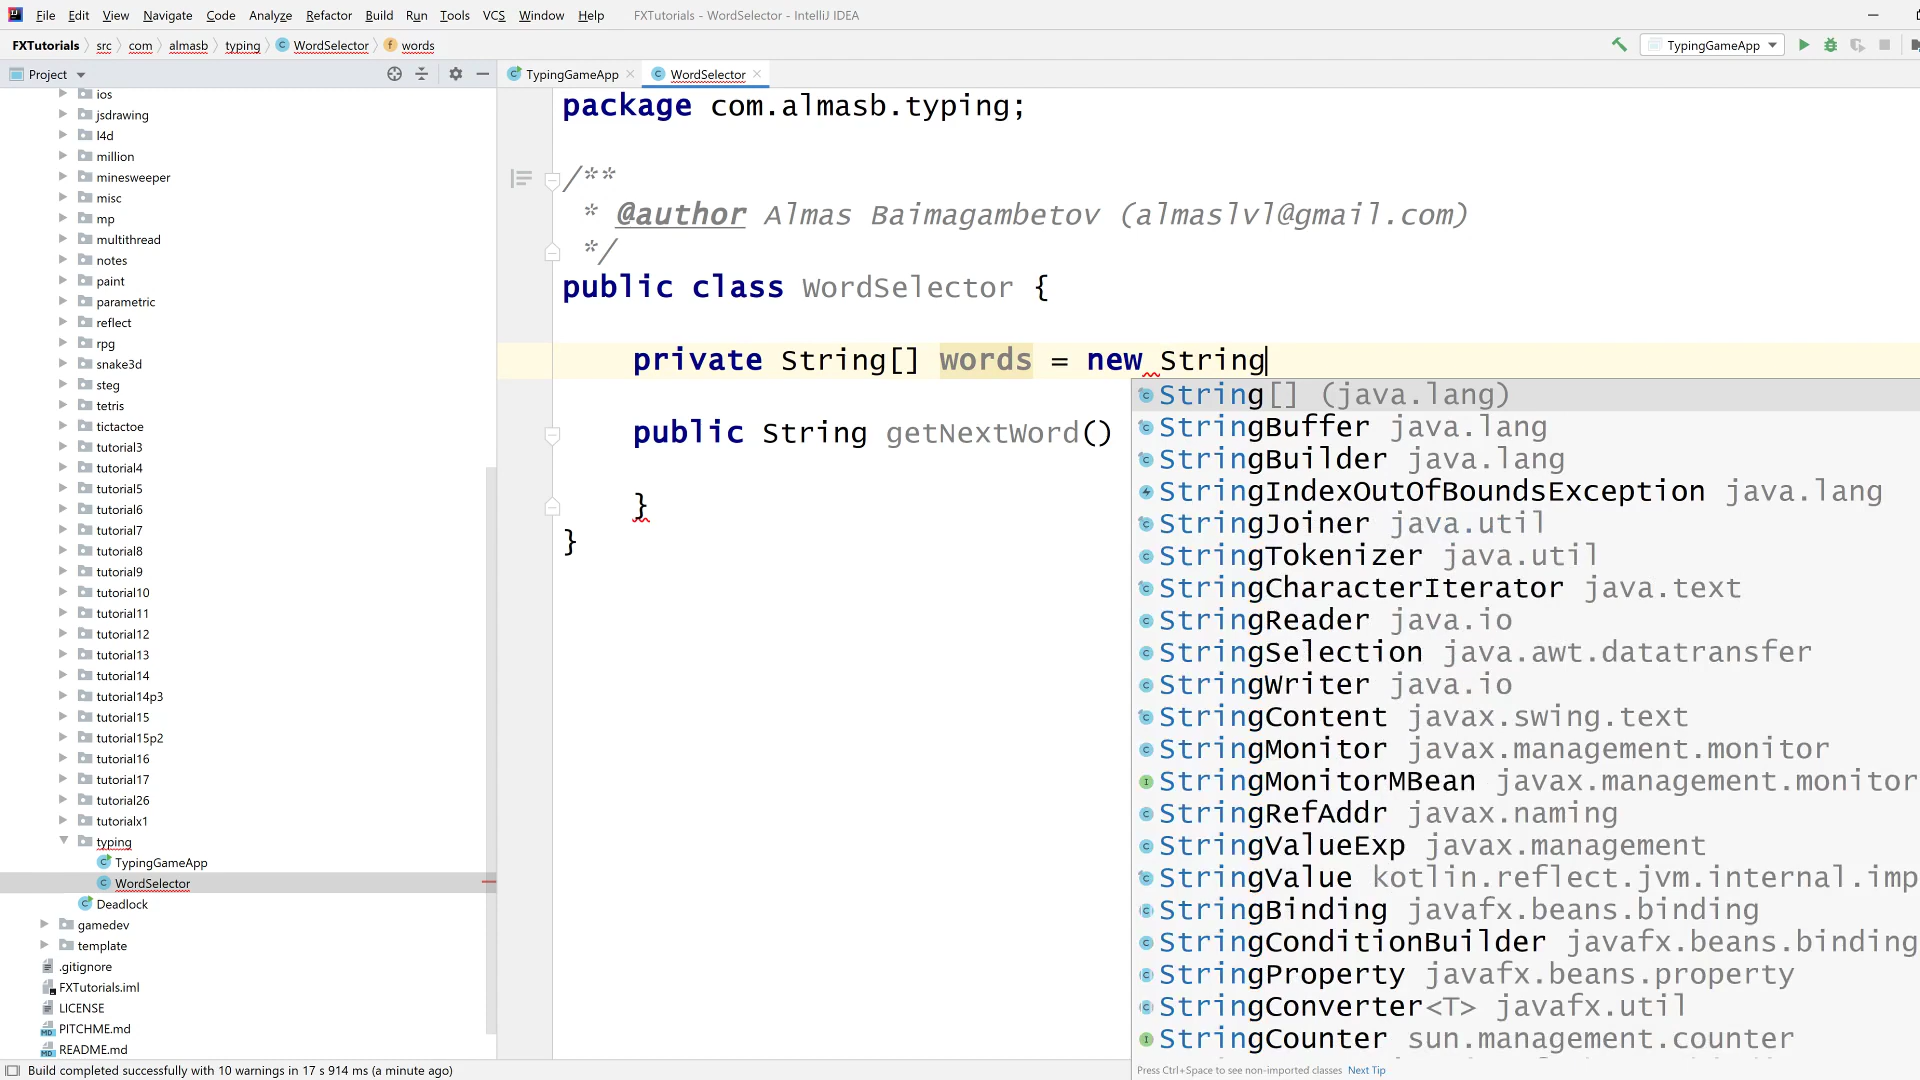 File Edit View Navigate Code Analyze Refactor Build Run Tools VCS Window Help FXTutorials - WordSelector - IntelliJ IDEA
FXTutorials src com almasb typing WordSelector words TypingGameApp
Project TypingGameApp WordSelector
ios
jsdrawing
l4d
million
minesweeper
misc
mp
multithread
notes
paint
parametric
reflect
rpg
snake3d
steg
tetris
tictactoe
tutorial3
tutorial4
tutorial5
tutorial6
tutorial7
tutorial8
tutorial9
tutorial10
tutorial11
tutorial12
tutorial13
tutorial14
tutorial14p3
tutorial15
tutorial15p2
tutorial16
tutorial17
tutorial26
tutorialx1
typing
TypingGameApp
WordSelector
Deadlock
gamedev
template
.gitignore
FXTutorials.iml
LICENSE
PITCHME.md
README.md
package com.almasb.typing;
/**
* @author Almas Baimagambetov (almaslvl@gmail.com)
*/
public class WordSelector {
private String[] words = new String
public String getNextWord()
}
}
String[] (java.lang)
StringBuffer java.lang
StringBuilder java.lang
StringIndexOutOfBoundsException java.lang
StringJoiner java.util
StringTokenizer java.util
StringCharacterIterator java.text
StringReader java.io
StringSelection java.awt.datatransfer
StringWriter java.io
StringContent javax.swing.text
StringMonitor javax.management.monitor
StringMonitorMBean javax.management.monitor
StringRefAddr javax.naming
StringValueExp javax.management
StringValue kotlin.reflect.jvm.internal.imp
StringBinding javafx.beans.binding
StringConditionBuilder javafx.beans.binding
StringProperty javafx.beans.property
StringConverter<T> javafx.util
StringCounter sun.management.counter
Press Ctrl+Space to see non-imported classes Next Tip
Build completed successfully with 10 warnings in 17 s 914 ms (a minute ago)